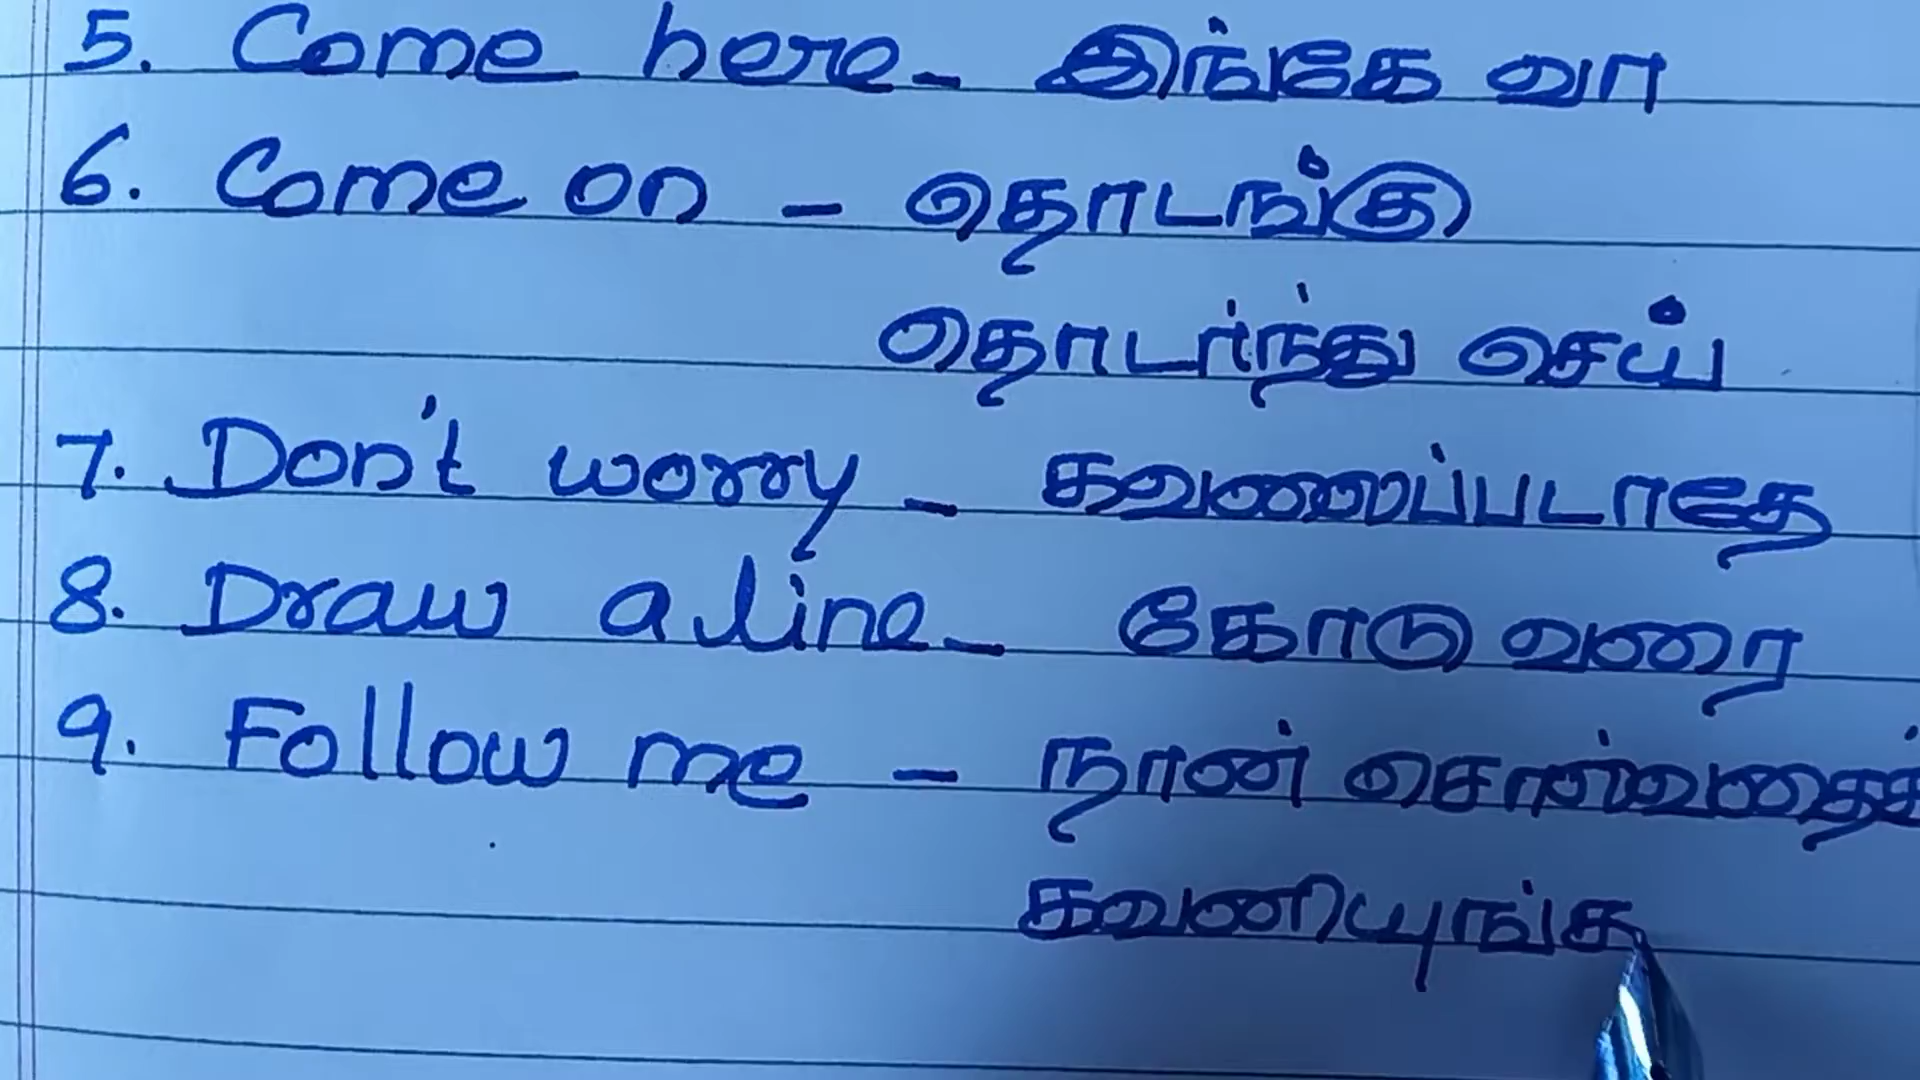 5. Come here - இங்கே வா
6. Come on - தொடங்கு
தொடர்ந்து செய்
7. Don't worry - கவலைப்படாதே
8. Draw a line - கோடு வரை
9. Follow me - நான் சொல்வதைக்
கவனியுங்க